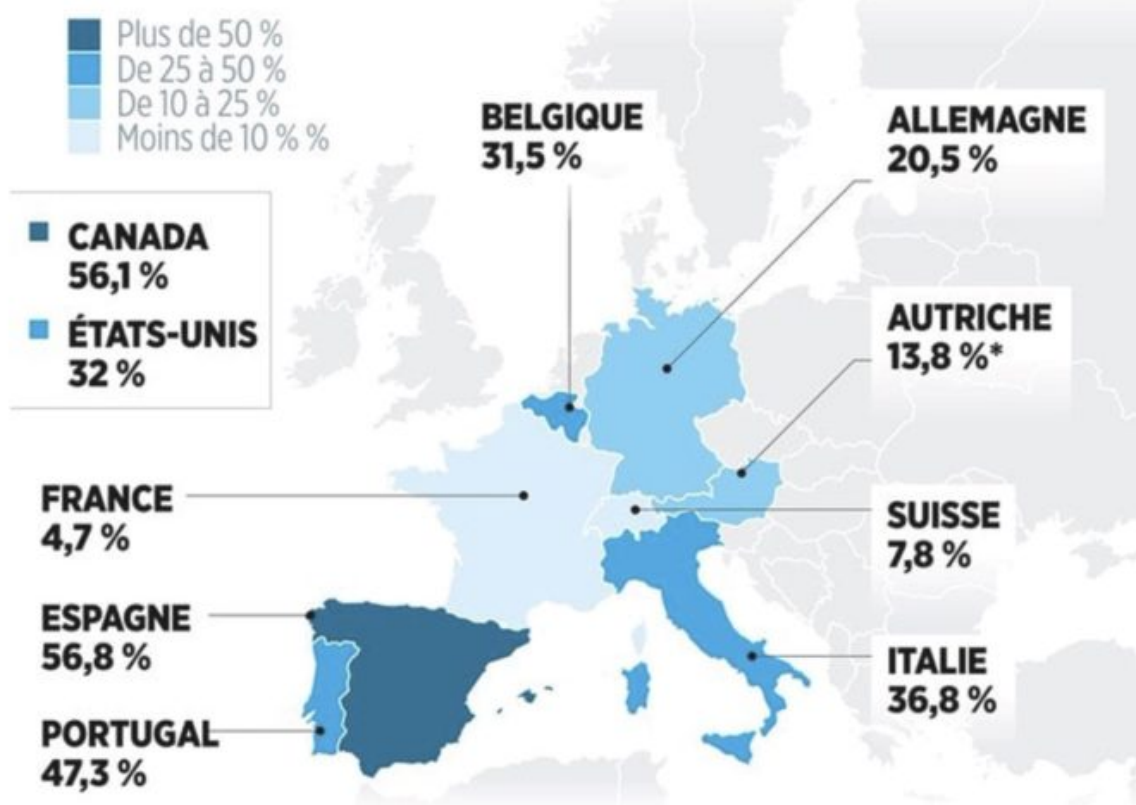 Plus de 50 %
De 25 à 50 %
De 10 à 25 %
Moins de 10 % %
CANADA
56,1 %
ÉTATS-UNIS
32 %
BELGIQUE
31,5 %
ALLEMAGNE
20,5 %
AUTRICHE
13,8 %*
FRANCE
4,7 %
SUISSE
7,8 %
ESPAGNE
56,8 %
ITALIE
36,8 %
PORTUGAL
47,3 %